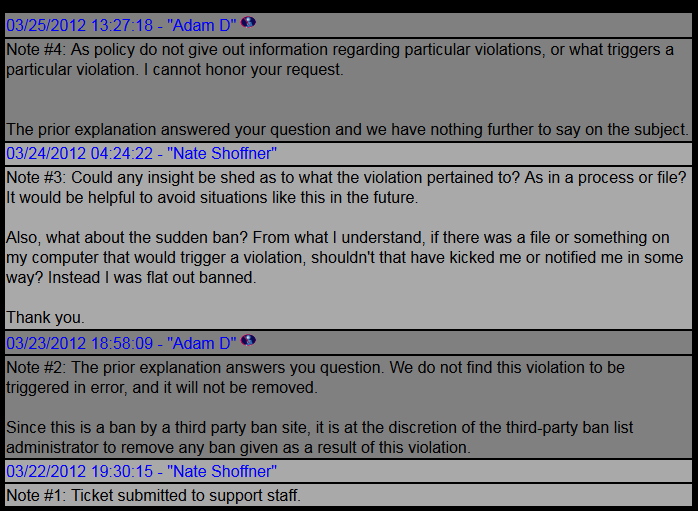 03/25/2012 13:27:18 - "Adam D"
Note #4: As policy do not give out information regarding particular violations, or what triggers a
particular violation. I cannot honor your request.
The prior explanation answered your question and we have nothing further to say on the subject.
03/24/2012 04:24:22 - "Nate Shoffner"
Note #3: Could any insight be shed as to what the violation pertained to? As in a process or file?
It would be helpful to avoid situations like this in the future.
Also, what about the sudden ban? From what I understand, if there was a file or something on
my computer that would trigger a violation, shouldn't that have kicked me or notified me in some
way? Instead I was flat out banned.
Thank you.
03/23/2012 18:58:09 - "Adam D"
Note #2: The prior explanation answers you question. We do not find this violation to be
triggered in error, and it will not be removed.
Since this is a ban by a third party ban site, it is at the discretion of the third-party ban list
administrator to remove any ban given as a result of this violation.
03/22/2012 19:30:15 - "Nate Shoffner"
Note #1: Ticket submitted to support staff.